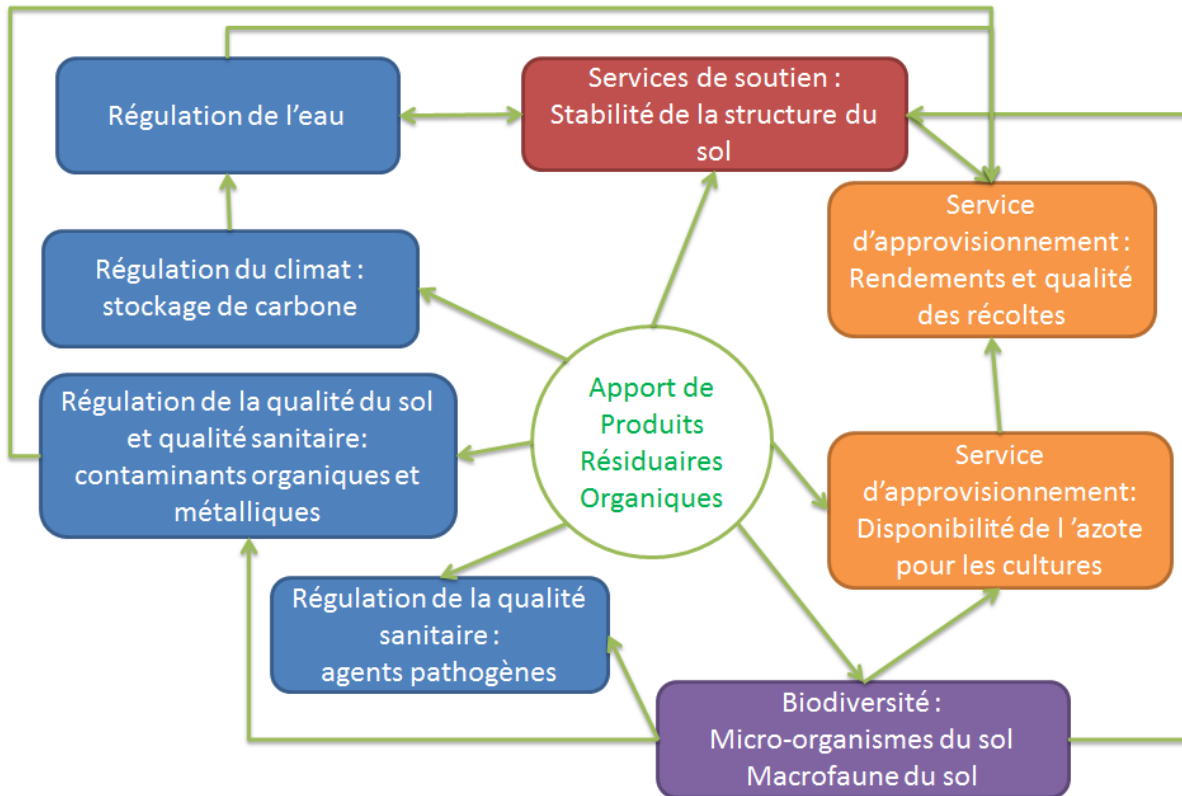 Régulation de l’eau
Services de soutien :
Stabilité de la structure du
sol
Service
d’approvisionnement :
Rendements et qualité
des récoltes
Régulation du climat :
stockage de carbone
Apport de
Produits
Résiduaires
Organiques
Régulation de la qualité du sol
et qualité sanitaire:
contaminants organiques et
métalliques
Service
d’approvisionnement:
Disponibilité de l ’azote
pour les cultures
Régulation de la qualité
sanitaire :
agents pathogènes
Biodiversité :
Micro-organismes du sol
Macrofaune du sol